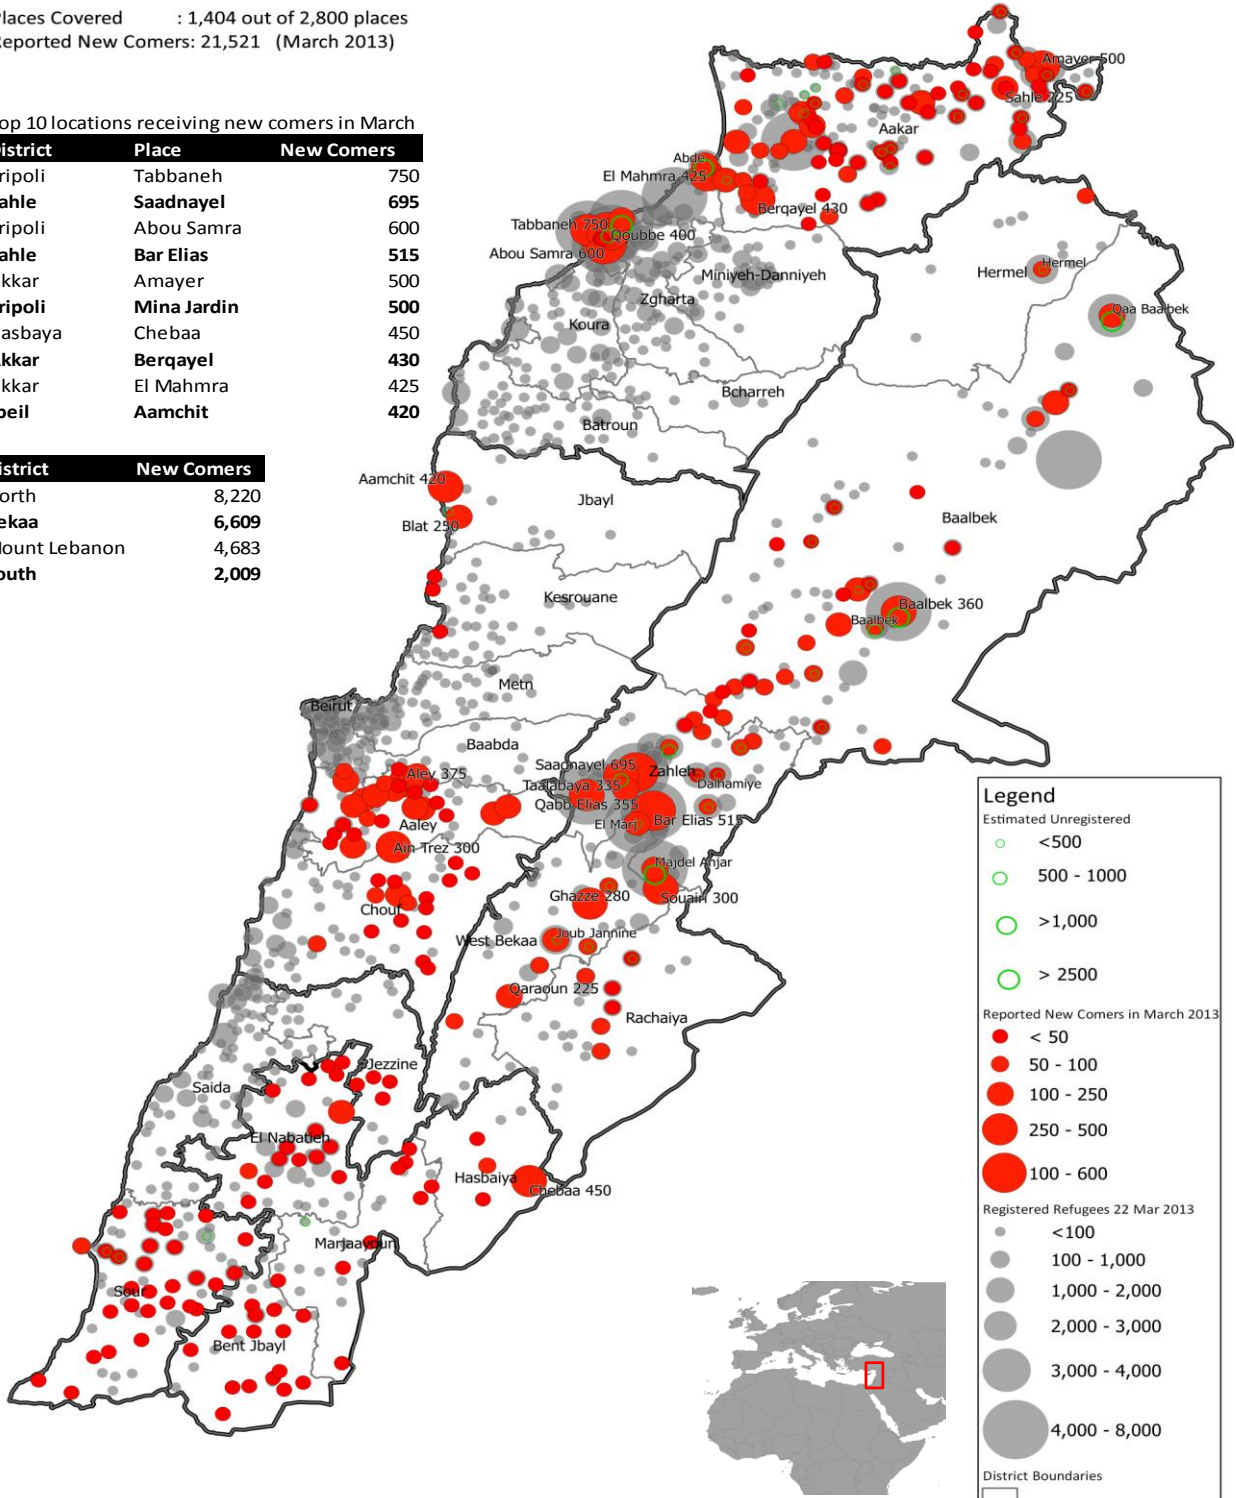 laces Covered : 1,404 out of 2,800 places
eported New Comers: 21,521 (March 2013)
op 10 locations receiving new comers in March
istrict Place New Comers
ripoli Tabbaneh 750
ahle Saadnayel 695
ripoli Abou Samra 600
ahle Bar Elias 515
kkar Amayer 500
ripoli Mina Jardin 500
asbaya Chebaa 450
kkar Berqayel 430
kkar El Mahmra 425
beil Aamchit 420
istrict New Comers
orth 8,220
ekaa 6,609
ount Lebanon 4,683
outh 2,009
Amayer 500
Sahle 225
Aakar
Abde
El Mahmra 425
Berqayel 430
Tabbaneh 750
Qoubbe 400
Abou Samra 600
Miniyeh-Danniyeh
Hermel
Hermel
Zgharta
Qaa Baalbek
Koura
Bcharreh
Batroun
Aamchit 420
Jbayl
Blat 250
Baalbek
Kesrouane
Baalbek 360
Baalbek
Metn
Beirut
Baabda
Saadnayel 695
Aley 375
Zahleh
Taalabaya 335
Dalhamiye
Qabb Elias 355
Bar Elias 515
El Marj
Aaley
Ain Trez 300
Majdel Anjar
Ghazze 280
Souairi 300
Chouf
Joub Jannine
West Bekaa
Qaraoun 225
Rachaiya
Jezzine
Saida
El Nabatieh
Hasbaiya
Chebaa 450
Marjaayoun
Sour
Bent Jbayl
Legend
Estimated Unregistered
<500
500 - 1000
>1,000
> 2500
Reported New Comers in March 2013
< 50
50 - 100
100 - 250
250 - 500
100 - 600
Registered Refugees 22 Mar 2013
<100
100 - 1,000
1,000 - 2,000
2,000 - 3,000
3,000 - 4,000
4,000 - 8,000
District Boundaries